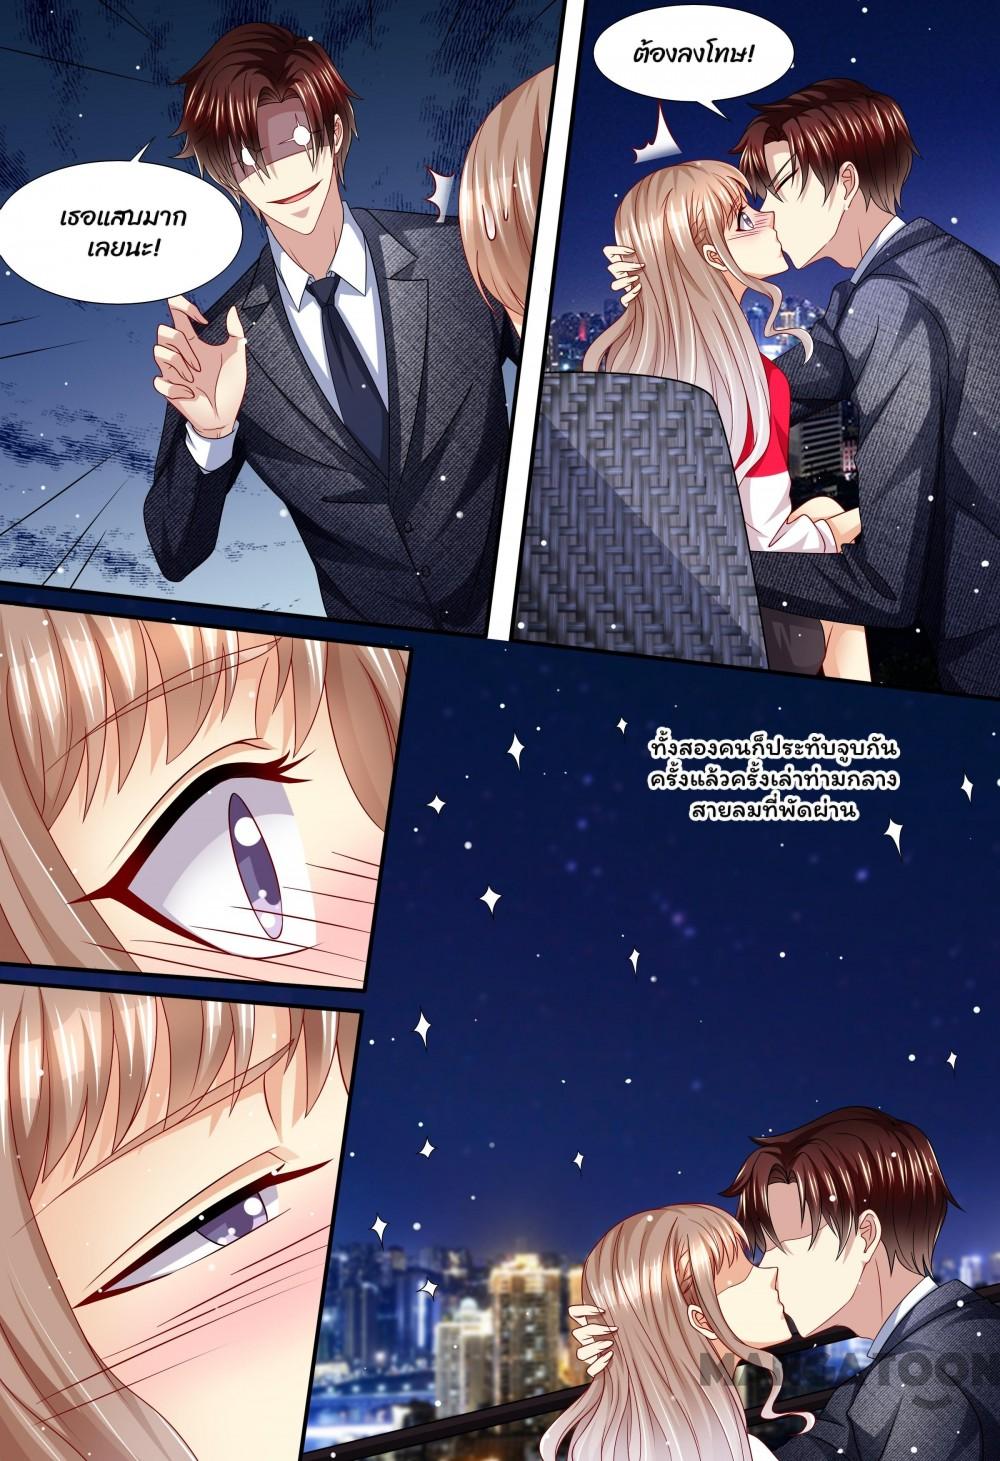 เธอแสบมาก
เลยนะ!
ต้องลงโทษ!
ทั้งสองคนก็ประทับจูบกัน
ครั้งแล้วครั้งเล่าท่ามกลาง
สายลมที่พัดผ่าน
MANGATOON